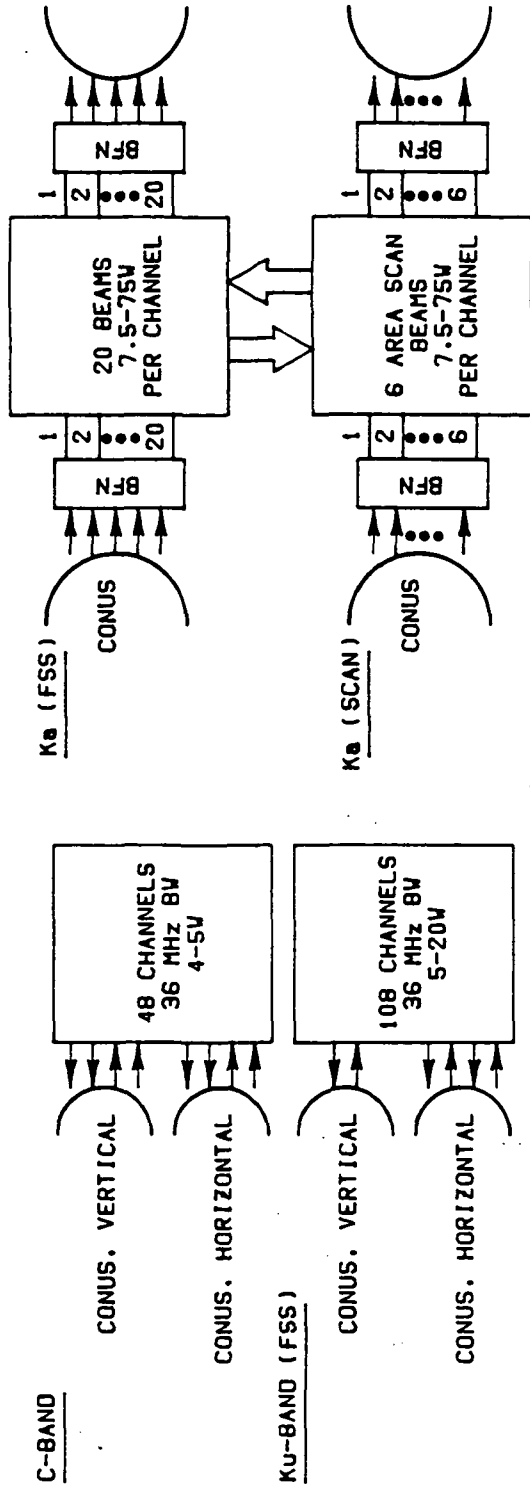 C-BAND
CONUS. VERTICAL
CONUS. HORIZONTAL
48 CHANNELS
36 MHz BW
4-5W
Ku-BAND (FSS)
CONUS. VERTICAL
CONUS. HORIZONTAL
108 CHANNELS
36 MHz BW
5-20W
Ka (FSS)
CONUS
BFN
1
2
20
20 BEAMS
7.5-75W
PER CHANNEL
1
2
20
BFN
Ka (SCAN)
CONUS
BFN
1
2
6
6 AREA SCAN
BEAMS
7.5-75W
PER CHANNEL
1
2
6
BFN